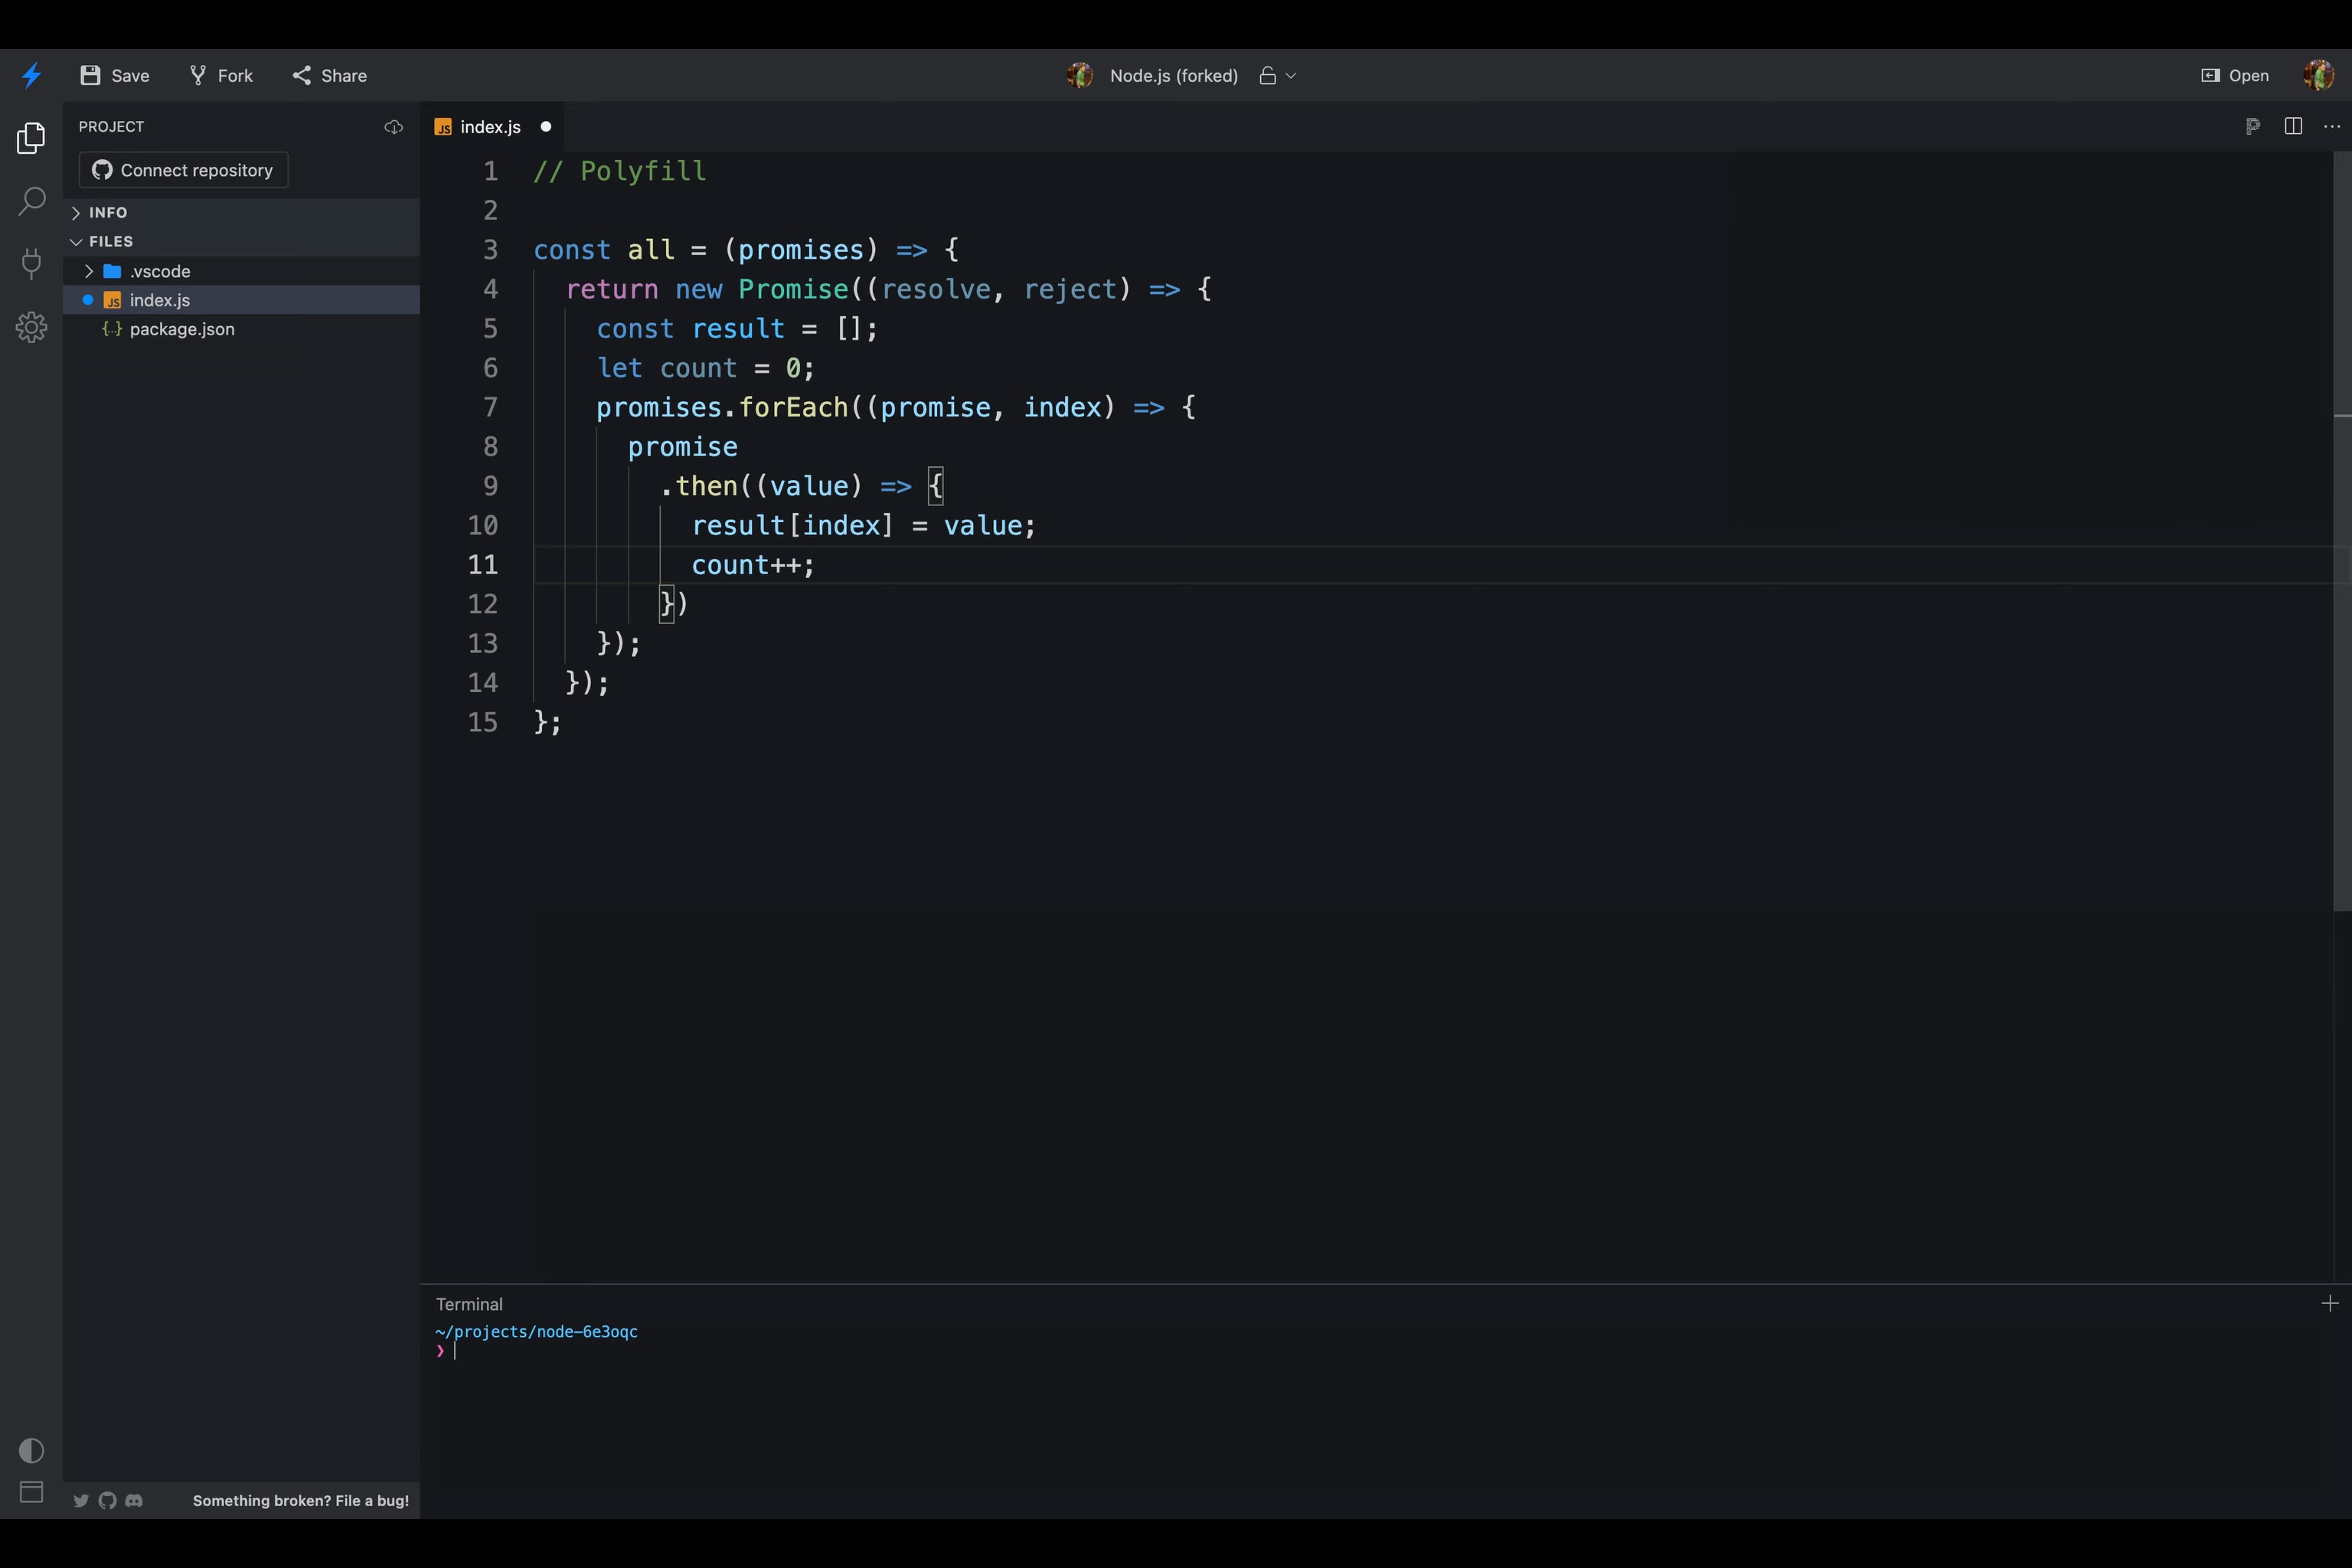 Save Fork Share Node.js (forked) Open
PROJECT
Connect repository
INFO
FILES
.vscode
JS index.js
{..} package.json
JS index.js
1 // Polyfill
2
3 const all = (promises) => {
4 return new Promise((resolve, reject) => {
5 const result = [];
6 let count = 0;
7 promises.forEach((promise, index) => {
8 promise
9 .then((value) => {
10 result[index] = value;
11 count++;
12 })
13 });
14 });
15 };
Terminal
~/projects/node-6e3oqc
❯
Something broken? File a bug!